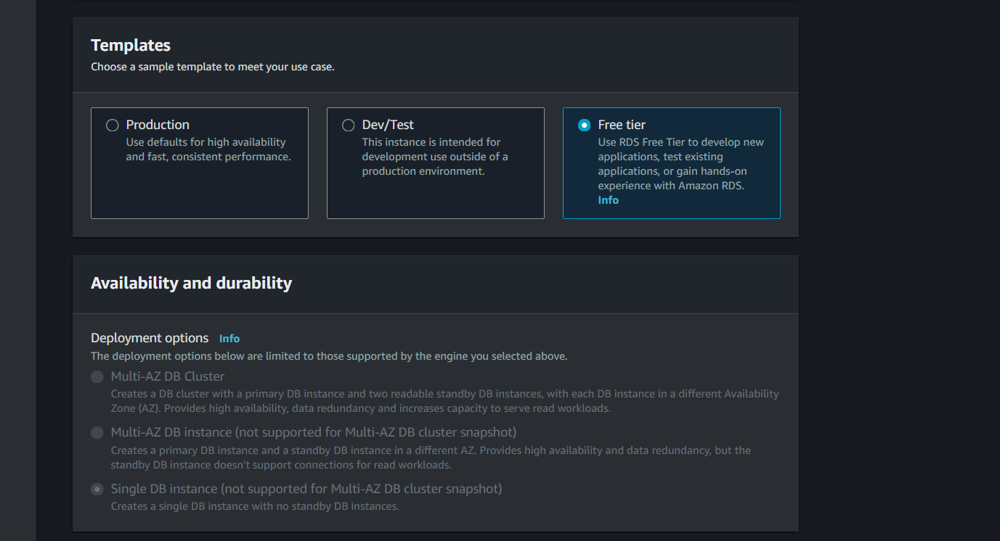 Templates
Choose a sample template to meet your use case.
Production
Use defaults for high availability
and fast, consistent performance.
Dev/Test
This instance is intended for
development use outside of a
production environment.
Free tier
Use RDS Free Tier to develop new
applications, test existing
applications, or gain hands-on
experience with Amazon RDS.
Info
Availability and durability
Deployment options Info
The deployment options below are limited to those supported by the engine you selected above.
Multi-AZ DB Cluster
Creates a DB cluster with a primary DB instance and two readable standby DB instances, with each DB instance in a different Availability
Zone (AZ). Provides high availability, data redundancy and increases capacity to serve read workloads.
Multi-AZ DB instance (not supported for Multi-AZ DB cluster snapshot)
Creates a primary DB instance and a standby DB instance in a different AZ. Provides high availability and data redundancy, but the
standby DB instance doesn't support connections for read workloads.
Single DB instance (not supported for Multi-AZ DB cluster snapshot)
Creates a single DB instance with no standby DB instances.